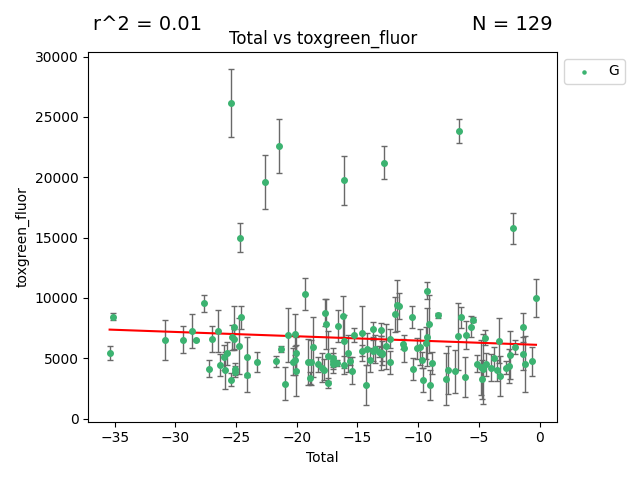 r^2 = 0.01
N = 129
Total vs toxgreen_fluor
G
30000
25000
20000
15000
10000
5000
0
toxgreen_fluor
−35
−30
−25
−20
−15
−10
−5
0
Total